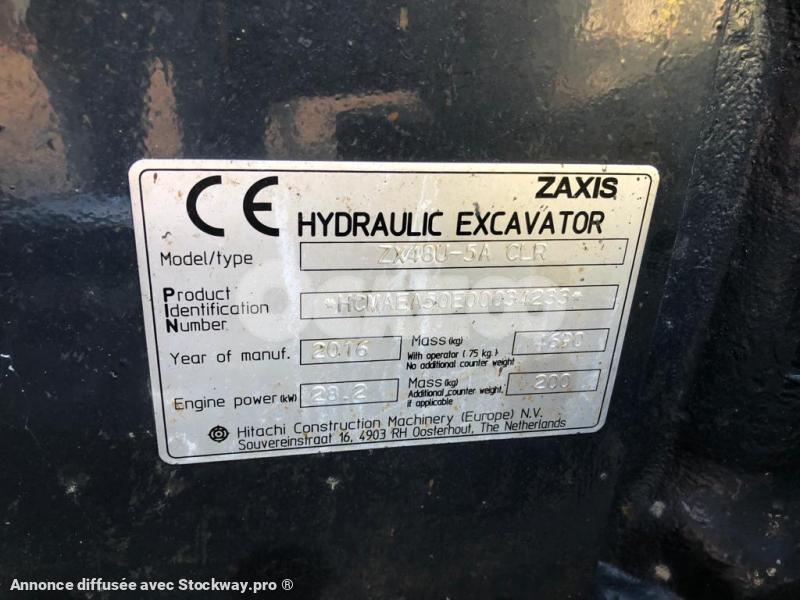 CE
ZAXIS
HYDRAULIC EXCAVATOR
Model/type ZX48U-5A CLR
Product Identification Number *HCMAEA50E00034233*
Year of manuf. 2016
Mass (kg) 4690
With operator (75 kg)
No additional counter weight
Engine power (kW) 28.2
Mass (kg) 200
Additional counter weight,
if applicable
Hitachi Construction Machinery (Europe) N.V.
Souvereinstraat 16, 4903 RH Oosterhout, The Netherlands
Annonce diffusée avec Stockway.pro ®